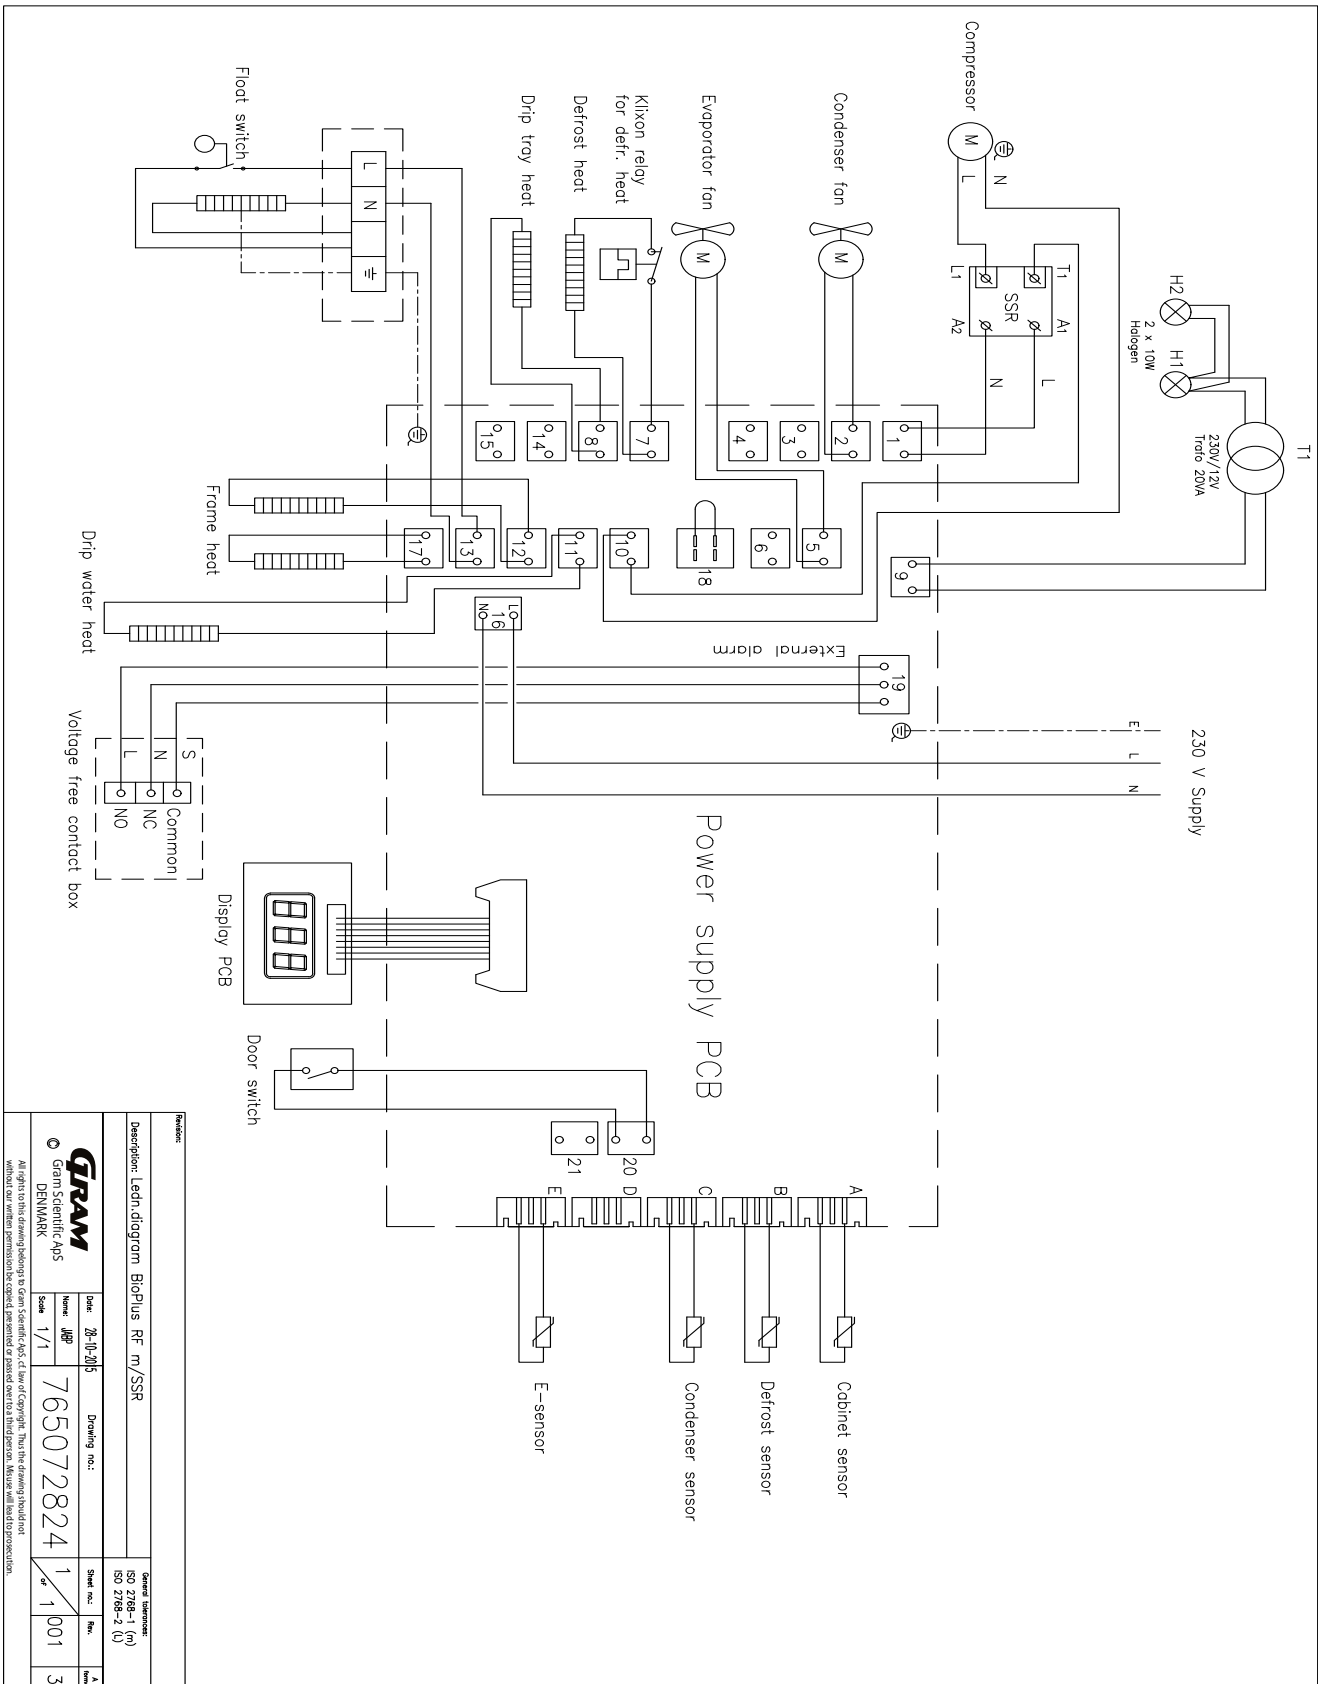 T1
230V/12V
Trafo 20VA
H2
H1
2 x 10W
Halogen
230 V Supply
E
L
N
Compressor
M
N
L
T1
L1
SSR
A1
A2
L
N
Condenser fan
M
Evaporator fan
M
Klixon relay
for defr. heat
Defrost heat
Drip tray heat
Float switch
L
N
1
2
3
4
7
8
14
15
9
5
6
18
10
11
12
13
17
L
16
N
19
External alarm
Frame heat
Drip water heat
Voltage free contact box
S
N
L
Common
NC
NO
Power supply PCB
Display PCB
Door switch
20
21
A
B
C
D
E
Cabinet sensor
Defrost sensor
Condenser sensor
E-sensor
Revision:
Description: Ledn.diagram BioPlus RF m/SSR
General tolerances:
ISO 2768-1 (m)
ISO 2768-2 (L)
GRAM
© Gram Scientific ApS
DENMARK
Date: 28-10-2015
Name: JABP
Scale 1/1
Drawing no.:
765072824
Sheet no.:
1 of 1
Rev.
001
A
3
All rights to this drawing belongs to Gram Scientific ApS, cf. law of Copyright. Thus the drawing should not
without our written permission be copied, presented or passed over to a third person. Misuse will lead to prosecution.